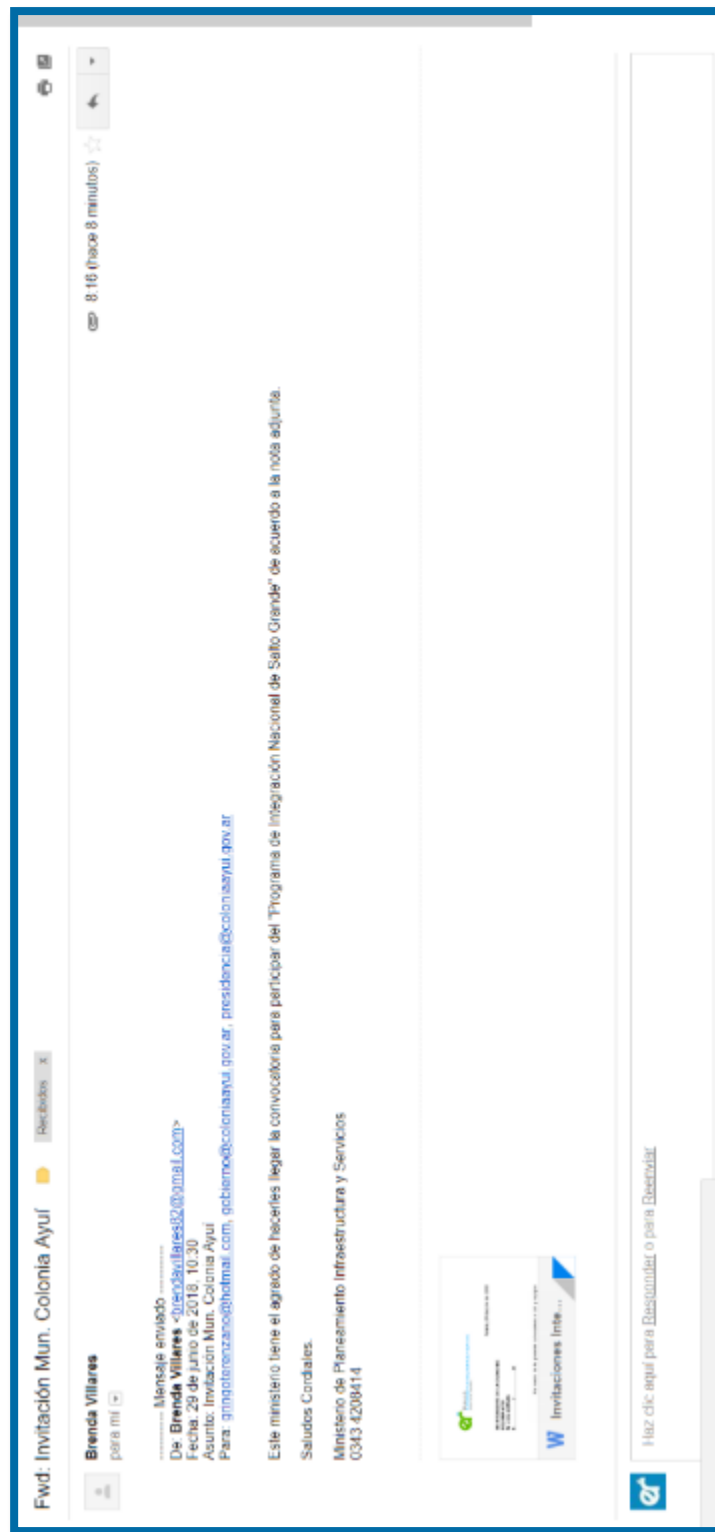 Fwd: Invitación Mun. Colonia Ayuí
Recibidos x
Brenda Villares
8:16 (hace 8 minutos)
para mí
---------- Mensaje enviado ----------
De: Brenda Villares <brendavillares82@gmail.com>
Fecha: 29 de junio de 2018, 10:30
Asunto: Invitación Mun. Colonia Ayuí
Para: gringoterenzano@hotmail.com, gobierno@coloniaayui.gov.ar, presidencia@coloniaayui.gov.ar
Este ministerio tiene el agrado de hacerles llegar la convocatoria para participar del "Programa de Integración Nacional de Salto Grande" de acuerdo a la nota adjunta.
Saludos Cordiales.
Ministerio de Planeamiento Infraestructura y Servicios
0343 4208414
er
W Invitaciones Inte...
er
Haz clic aquí para Responder o para Reenviar